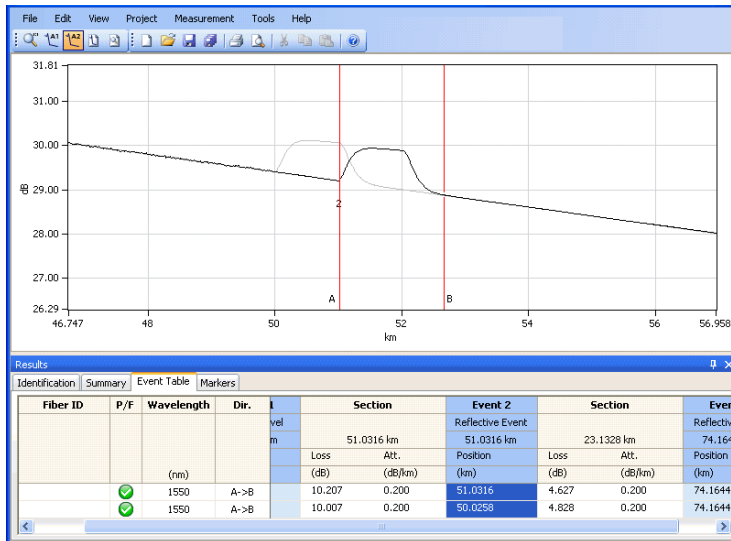 File Edit View Project Measurement Tools Help
A1 A2
31.81
31.00
30.00
29.00
28.00
27.00
26.29
dB
2
A B
46.747 48 50 52 54 56 56.958
km
Results
Identification Summary Event Table Markers
Fiber ID P/F Wavelength Dir. Section Event 2 Section Ever
vel Reflective Event Reflectiv
m 51.0316 km 51.0316 km 23.1328 km 74.164
Loss Att. Position Loss Att. Position
(nm) (dB) (dB/km) (km) (dB) (dB/km) (km)
1550 A->B 10.207 0.200 51.0316 4.627 0.200 74.1644
1550 A->B 10.007 0.200 50.0258 4.828 0.200 74.1644